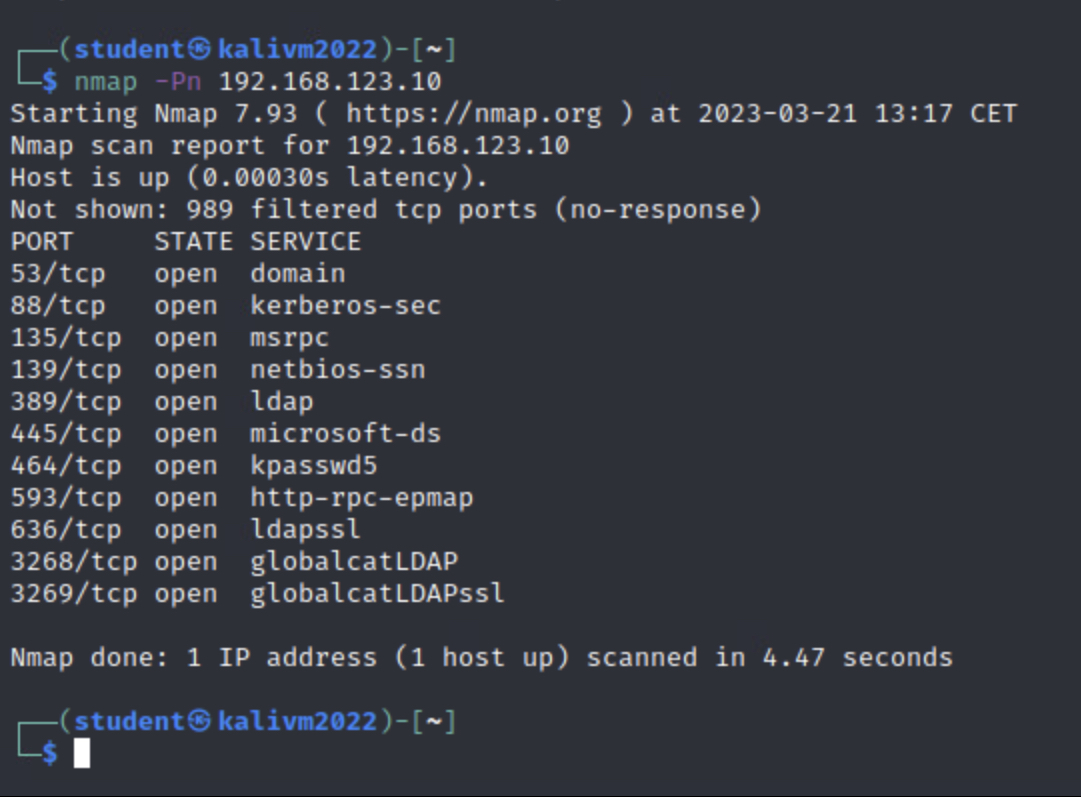 ┌──(student㉿kalivm2022)-[~]
└─$ nmap -Pn 192.168.123.10
Starting Nmap 7.93 ( https://nmap.org ) at 2023-03-21 13:17 CET
Nmap scan report for 192.168.123.10
Host is up (0.00030s latency).
Not shown: 989 filtered tcp ports (no-response)
PORT     STATE SERVICE
53/tcp   open  domain
88/tcp   open  kerberos-sec
135/tcp  open  msrpc
139/tcp  open  netbios-ssn
389/tcp  open  ldap
445/tcp  open  microsoft-ds
464/tcp  open  kpasswd5
593/tcp  open  http-rpc-epmap
636/tcp  open  ldapssl
3268/tcp open  globalcatLDAP
3269/tcp open  globalcatLDAPssl
Nmap done: 1 IP address (1 host up) scanned in 4.47 seconds
┌──(student㉿kalivm2022)-[~]
└─$